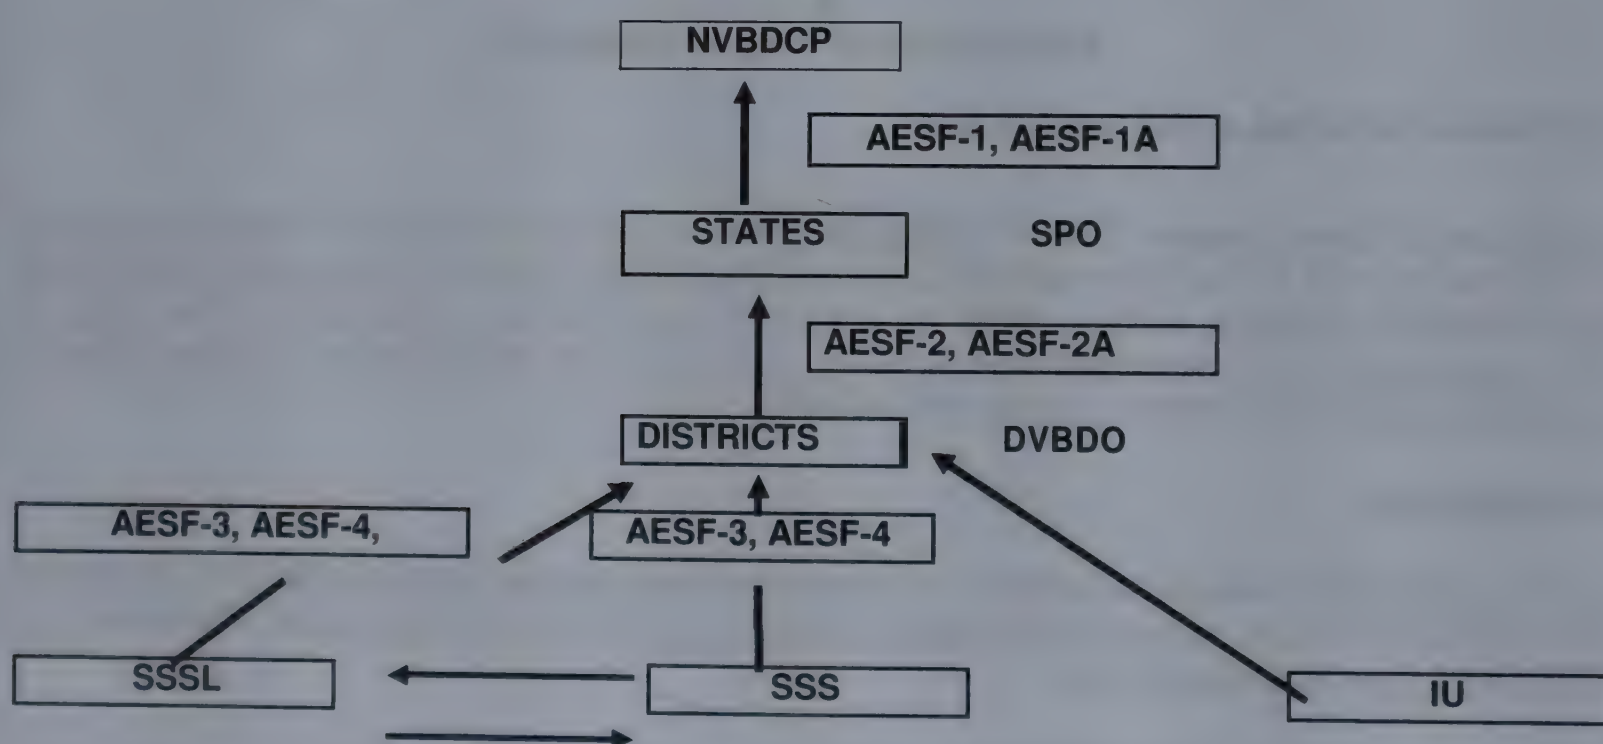 NVBDCP
AESF-1, AESF-1A
STATES SPO
AESF-2, AESF-2A
DISTRICTS DVBDO
AESF-3, AESF-4, AESF-3, AESF-4
SSSL SSS IU